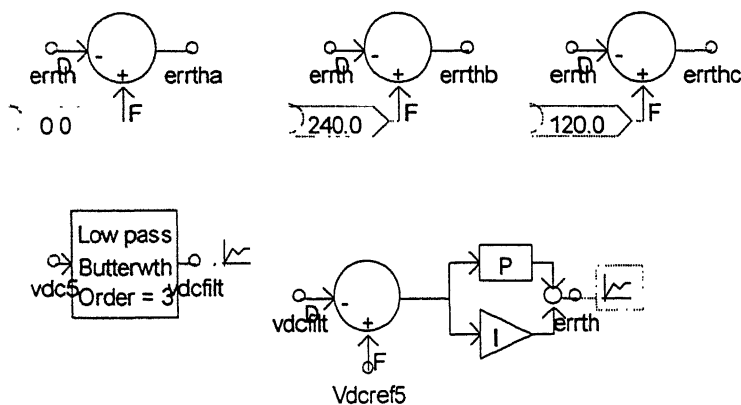 D - errth errtha
+
F
0 0
D - errth errthb
+
F
240.0
D - errth errthc
+
F
120.0
Low pass
Butterwth
Order = 3
vdc5 vdcfilt
D - vdcfilt
+
F
Vdcref5
P
I
errth